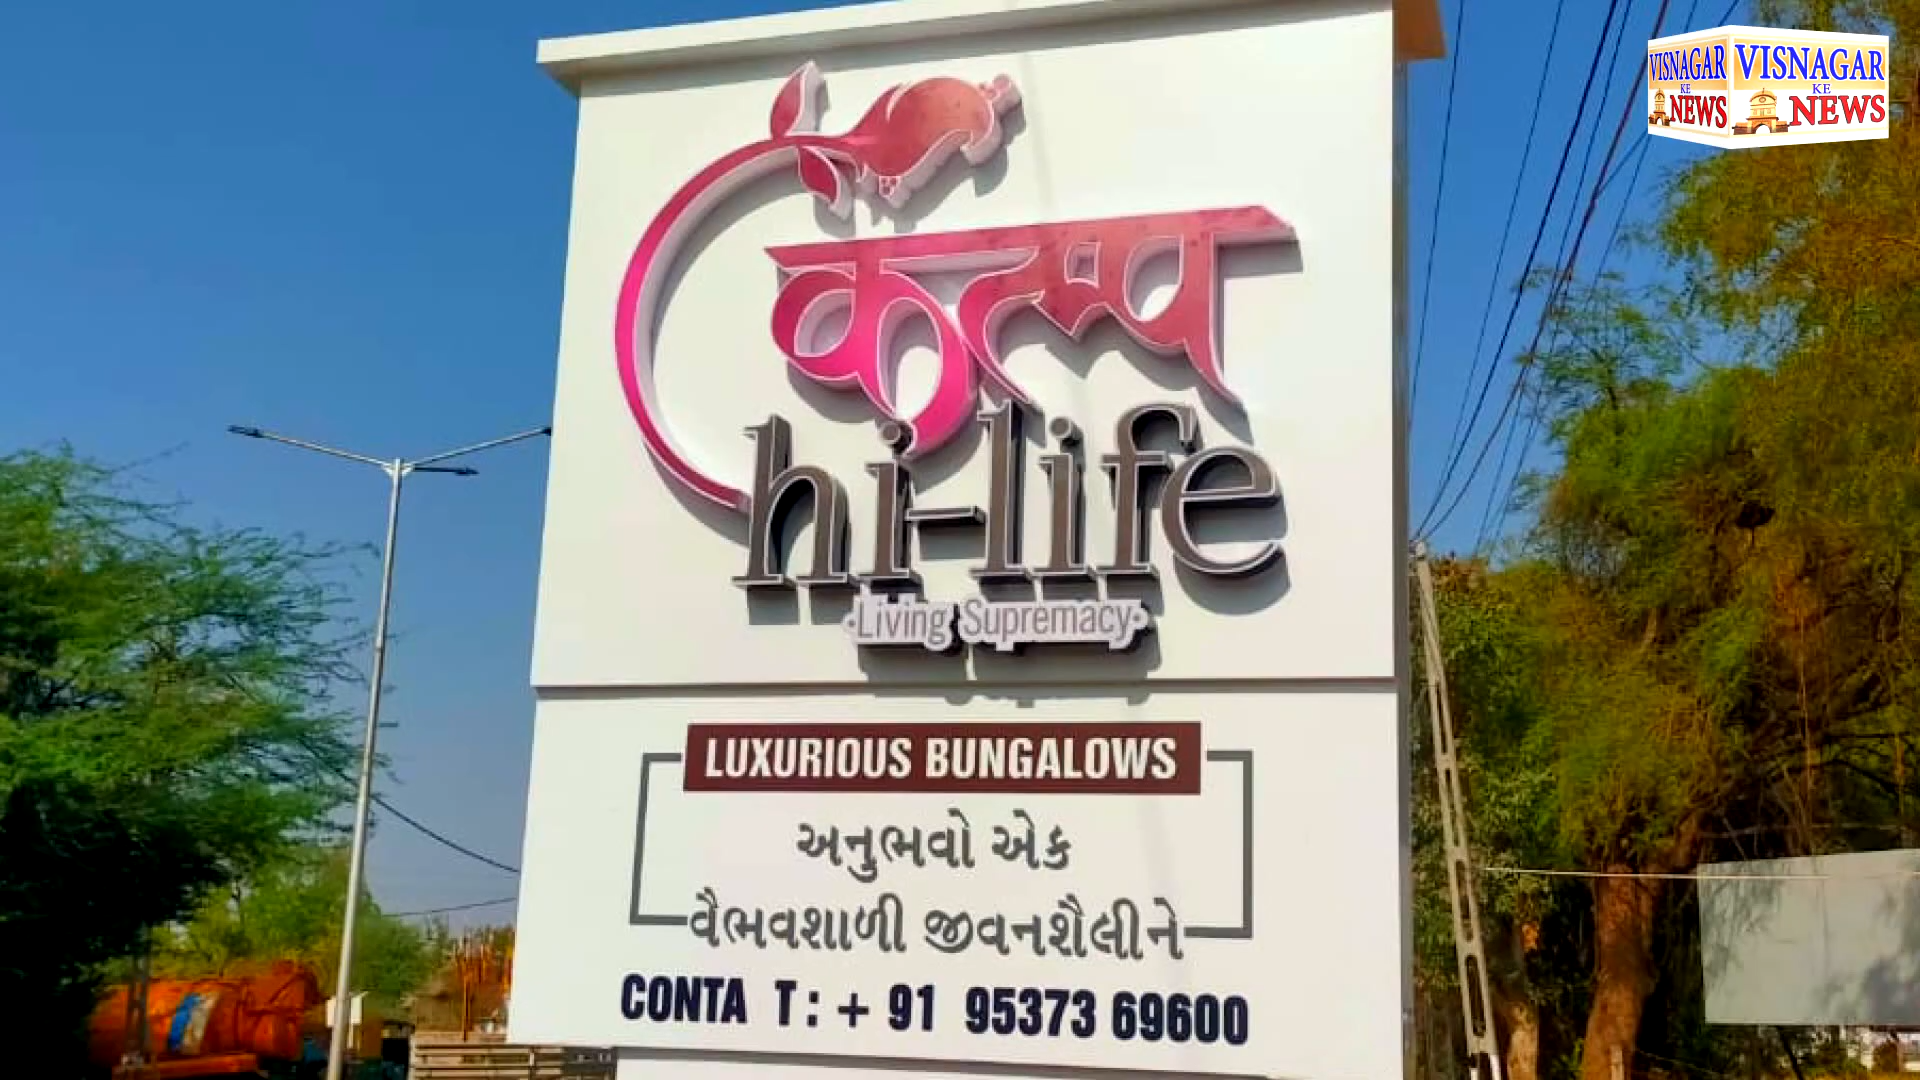 VISNAGAR
KE
NEWS
VISNAGAR
KE
NEWS
कल्प
hi-life
·Living Supremacy·
LUXURIOUS BUNGALOWS
અનુભવો એક
વૈભવશાળી જીવનશૈલીને
CONTA T : + 91 95373 69600